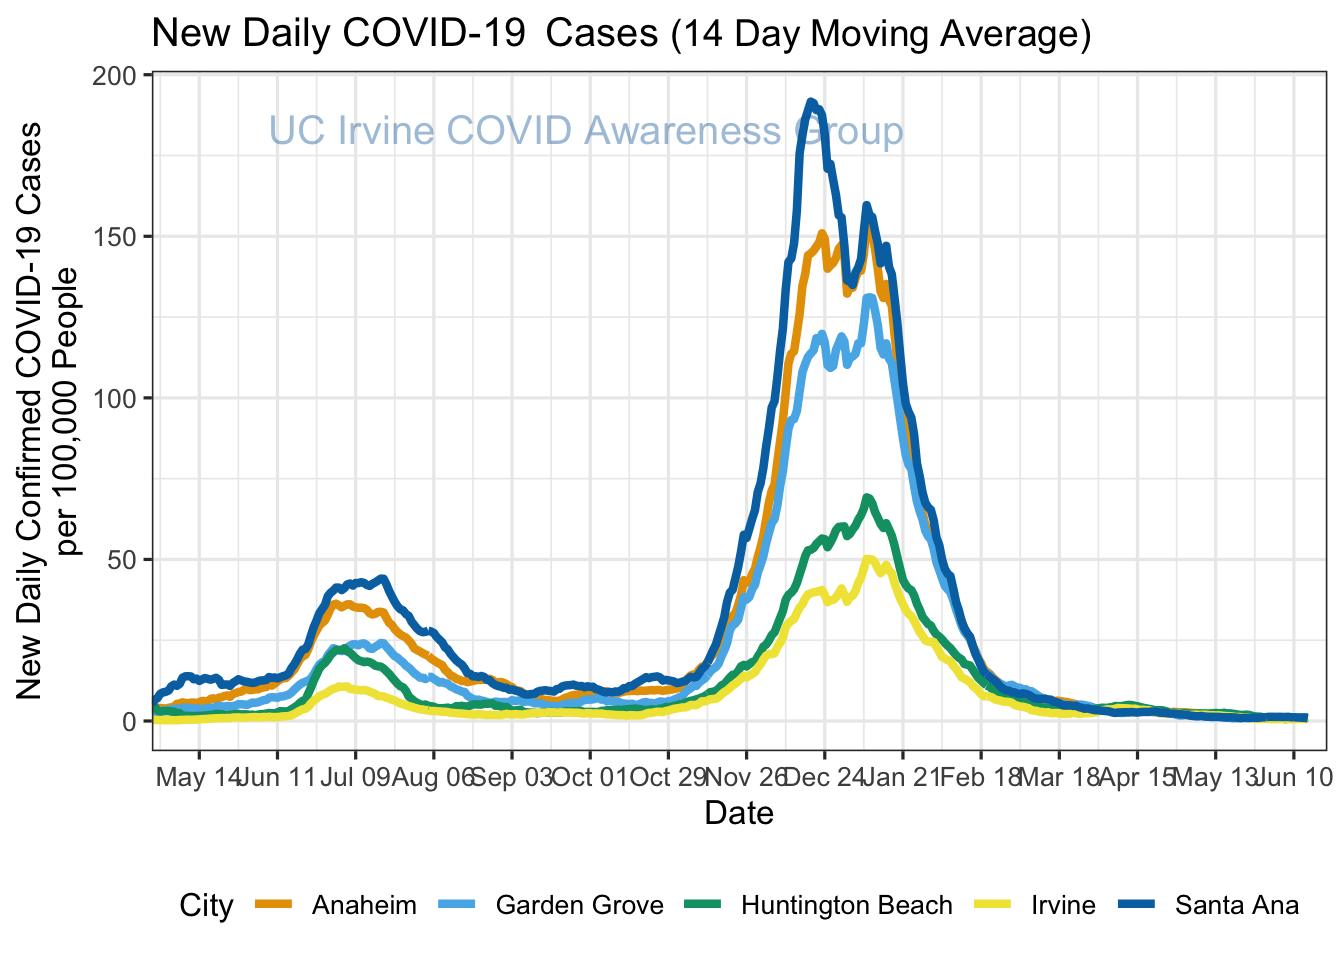 New Daily COVID-19 Cases (14 Day Moving Average)
UC Irvine COVID Awareness Group
New Daily Confirmed COVID-19 Cases
per 100,000 People
200
150
100
50
0
May 14 Jun 11 Jul 09 Aug 06 Sep 03 Oct 01 Oct 29 Nov 26 Dec 24 Jan 21 Feb 18 Mar 18 Apr 15 May 13 Jun 10
Date
City Anaheim Garden Grove Huntington Beach Irvine Santa Ana